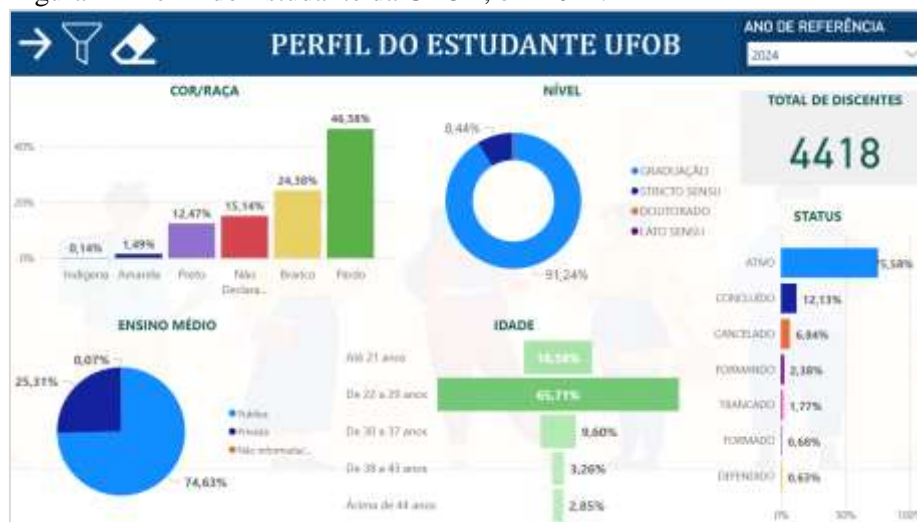 PERFIL DO ESTUDANTE UFOB
ANO DE REFERÊNCIA
2024
COR/RAÇA
40%
20%
0%
0,14%
1,49%
12,47%
15,14%
24,38%
46,58%
Indígena
Amarela
Preto
Não
Declara...
Branco
Pardo
NÍVEL
8,44%
91,24%
GRADUAÇÃO
STRICTO SENSU
DOUTORADO
LATO SENSU
TOTAL DE DISCENTES
4418
STATUS
ATIVO
75,58%
CONCLUÍDO
12,13%
CANCELADO
6,84%
FORMANDO
2,38%
TRANCADO
1,77%
FORMADO
0,68%
DEFENDIDO
0,63%
0%
50%
100%
ENSINO MÉDIO
0,07%
25,31%
74,63%
Pública
Privada
IDADE
Até 21 anos
De 22 a 29 anos
65,71%
De 30 a 37 anos
9,60%
De 38 a 43 anos
3,26%
Acima de 44 anos
2,85%